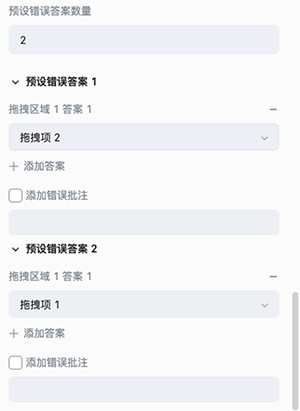 预设错误答案数量
2
预设错误答案 1
拖拽区域 1 答案 1
拖拽项 2
添加答案
添加错误批注
预设错误答案 2
拖拽区域 1 答案 1
拖拽项 1
添加答案
添加错误批注